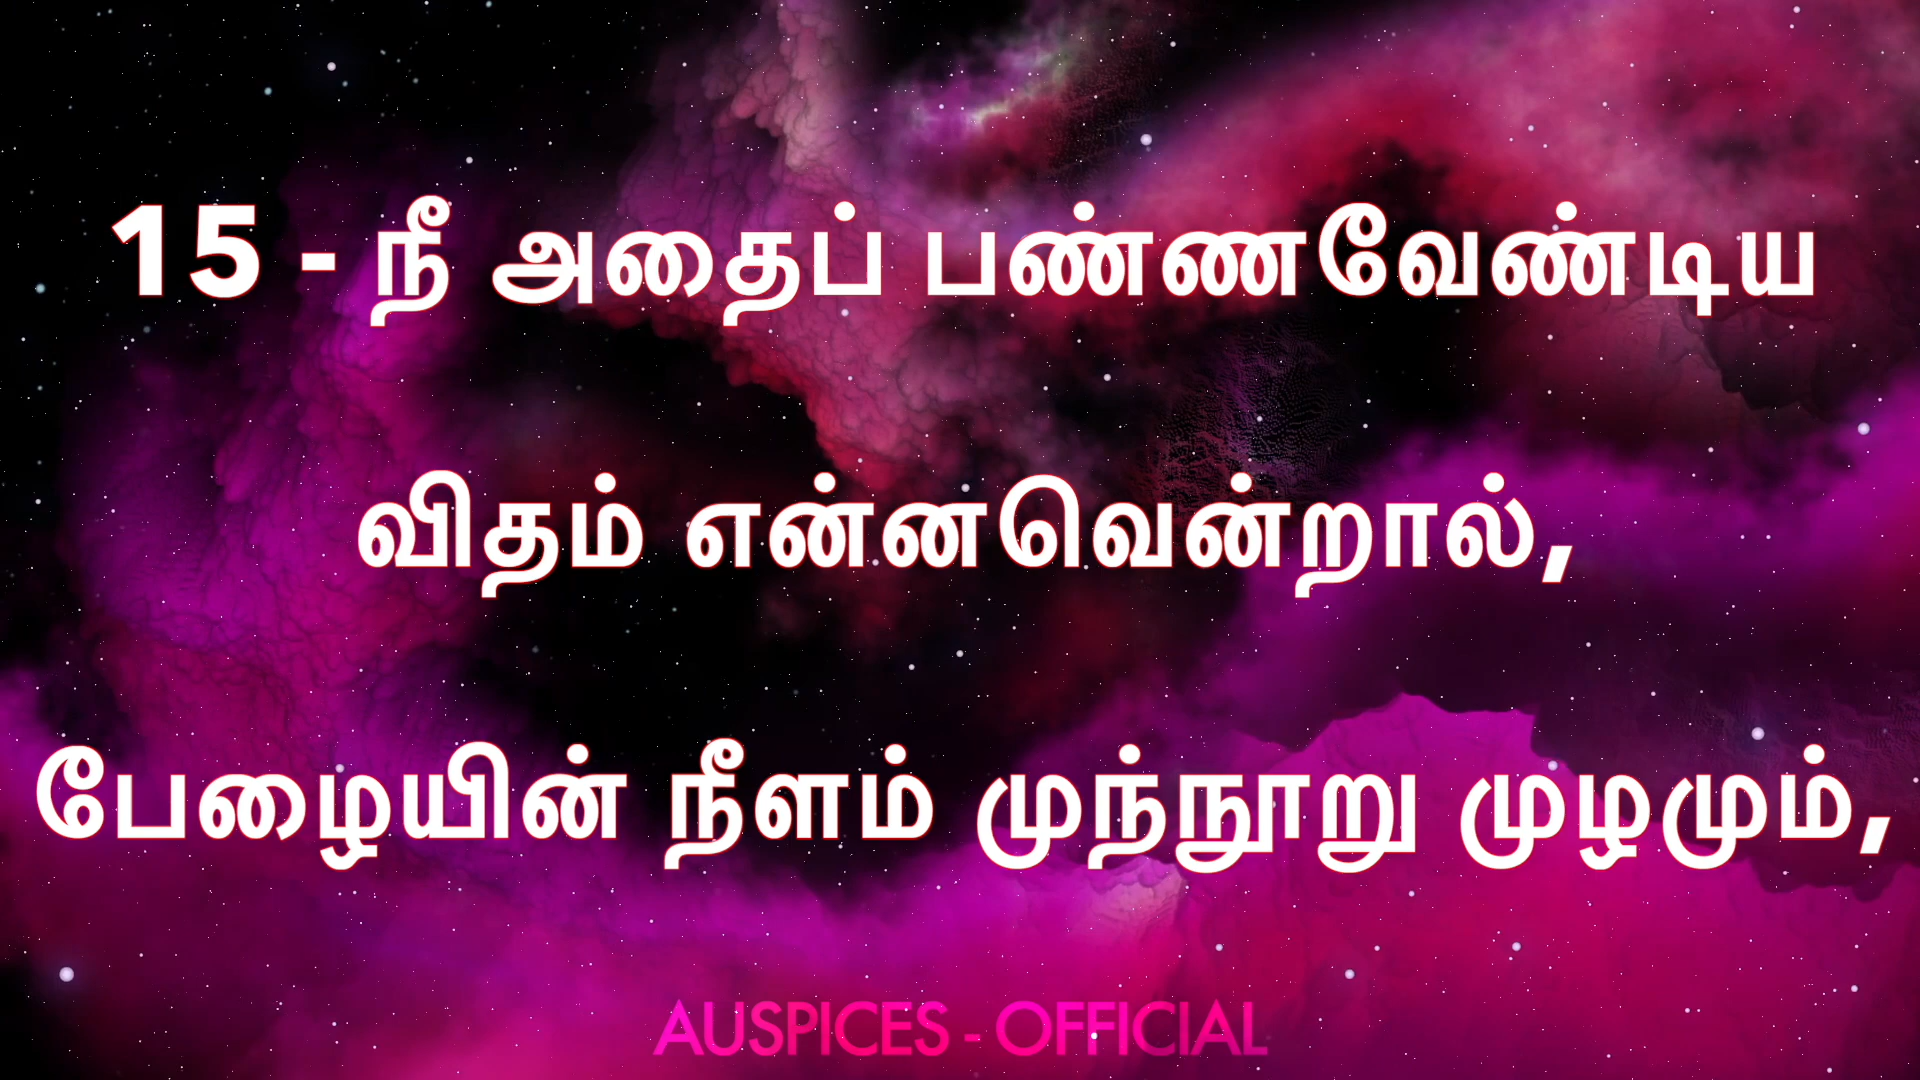 15 - நீ அதைப் பண்ணவேண்டிய
விதம் என்னவென்றால்,
பேழையின் நீளம் முந்நூறு முழமும்,
AUSPICES - OFFICIAL